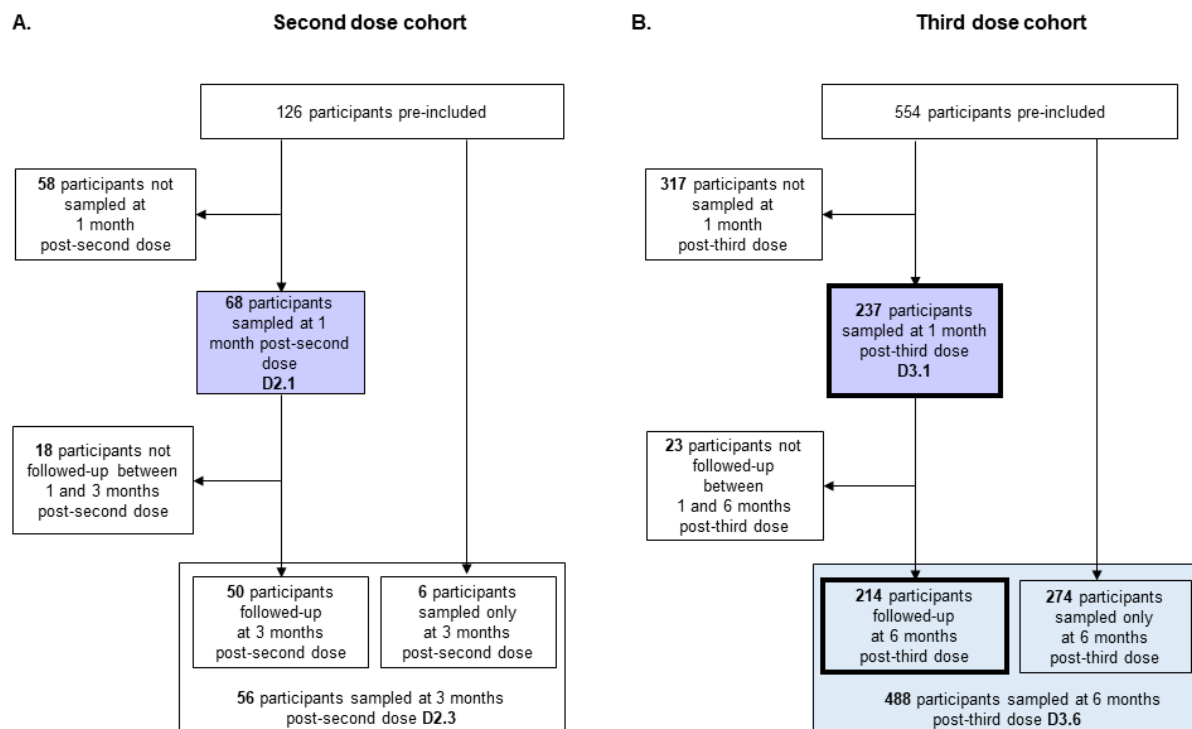 A.
Second dose cohort
126 participants pre-included
58 participants not
sampled at
1 month
post-second dose
68 participants
sampled at 1
month post-second
dose
D2.1
18 participants not
followed-up between
1 and 3 months
post-second dose
50 participants
followed-up
at 3 months
post-second dose
6 participants
sampled only
at 3 months
post-second dose
56 participants sampled at 3 months
post-second dose D2.3
B.
Third dose cohort
554 participants pre-included
317 participants not
sampled at
1 month
post-third dose
237 participants
sampled at 1 month
post-third dose
D3.1
23 participants not
followed-up
between
1 and 6 months
post-third dose
214 participants
followed-up
at 6 months
post-third dose
274 participants
sampled only
at 6 months
post-third dose
488 participants sampled at 6 months
post-third dose D3.6